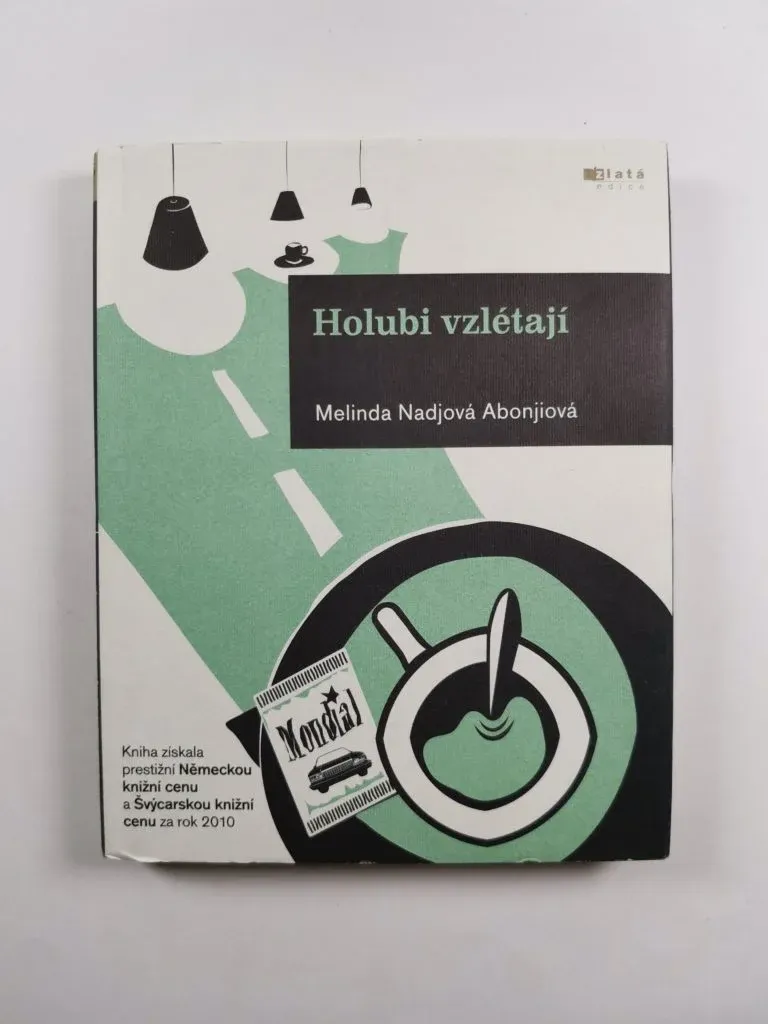 zlatá
edice
Holubi vzlétají
Melinda Nadjová Abonjiová
Mondial
Kniha získala
prestižní Německou
knižní cenu
a Švýcarskou knižní
cenu za rok 2010